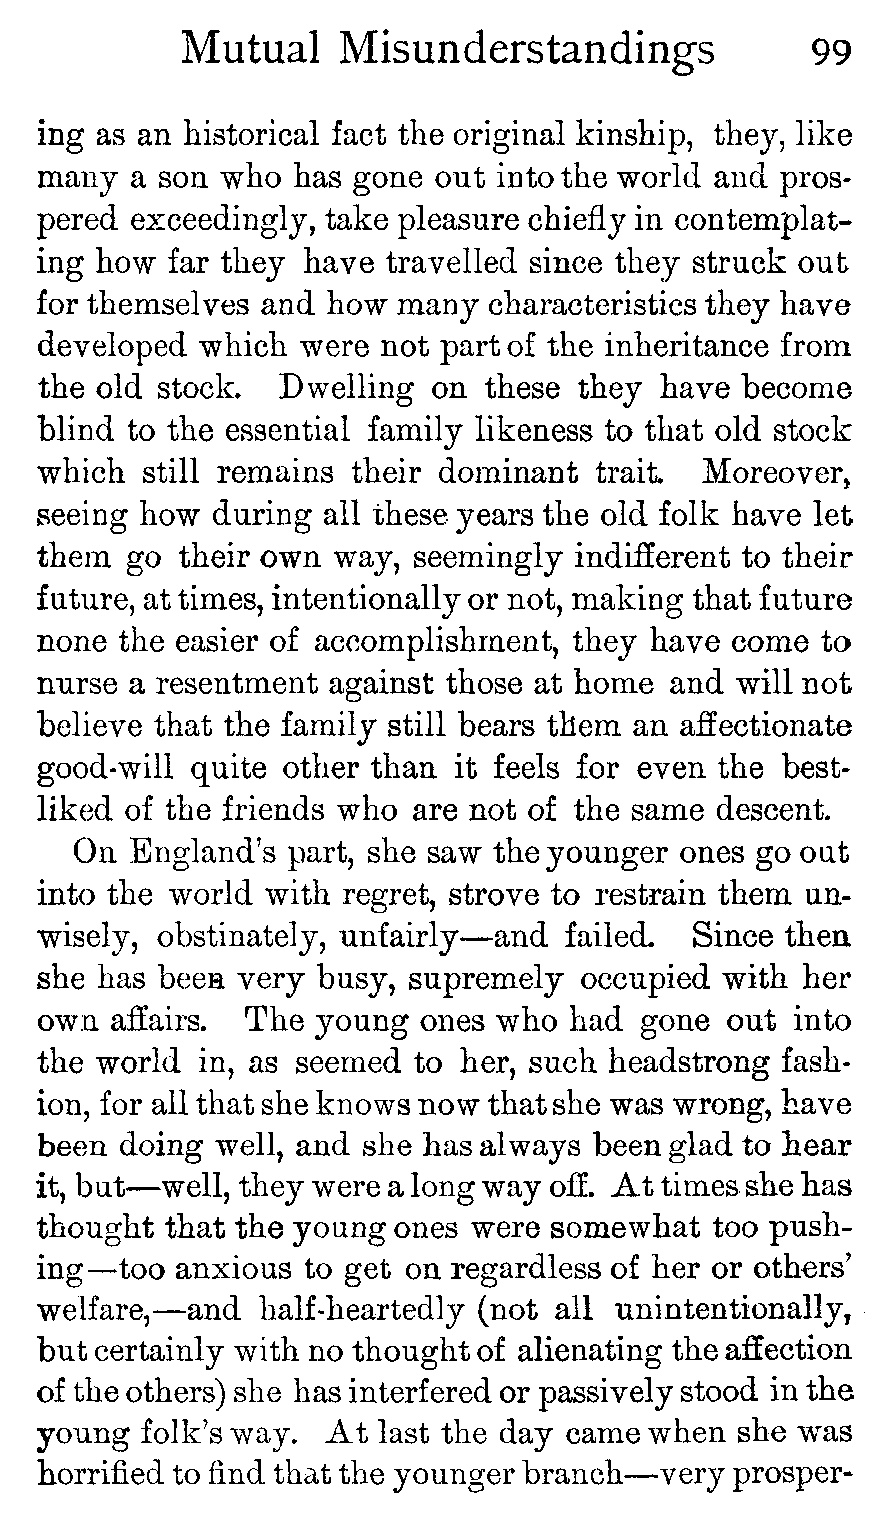 Mutual Misunderstandings 99
ing as an historical fact the original kinship, they, like
many a son who has gone out into the world and pros-
pered exceedingly, take pleasure chiefly in contemplat-
ing how far they have travelled since they struck out
for themselves and how many characteristics they have
developed which were not part of the inheritance from
the old stock. Dwelling on these they have become
blind to the essential family likeness to that old stock
which still remains their dominant trait. Moreover,
seeing how during all these years the old folk have let
them go their own way, seemingly indifferent to their
future, at times, intentionally or not, making that future
none the easier of accomplishment, they have come to
nurse a resentment against those at home and will not
believe that the family still bears them an affectionate
good-will quite other than it feels for even the best-
liked of the friends who are not of the same descent.
On England's part, she saw the younger ones go out
into the world with regret, strove to restrain them un-
wisely, obstinately, unfairly—and failed. Since then
she has been very busy, supremely occupied with her
own affairs. The young ones who had gone out into
the world in, as seemed to her, such headstrong fash-
ion, for all that she knows now that she was wrong, have
been doing well, and she has always been glad to hear
it, but—well, they were a long way off. At times she has
thought that the young ones were somewhat too push-
ing—too anxious to get on regardless of her or others'
welfare,—and half-heartedly (not all unintentionally,
but certainly with no thought of alienating the affection
of the others) she has interfered or passively stood in the
young folk's way. At last the day came when she was
horrified to find that the younger branch—very prosper-